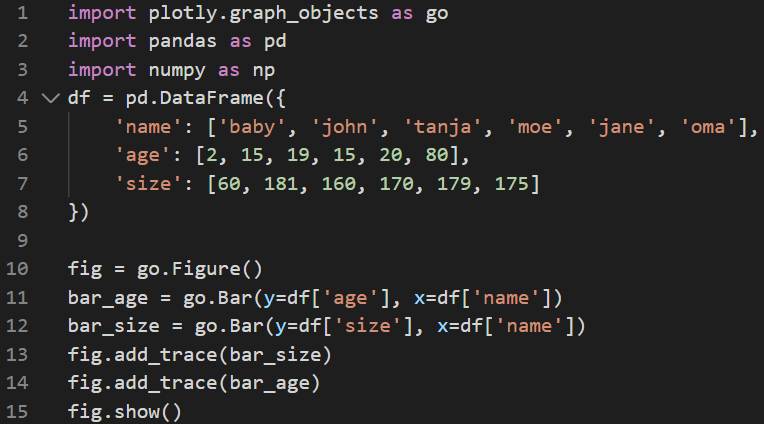 1 import plotly.graph_objects as go
2 import pandas as pd
3 import numpy as np
4 df = pd.DataFrame({
5     'name': ['baby', 'john', 'tanja', 'moe', 'jane', 'oma'],
6     'age': [2, 15, 19, 15, 20, 80],
7     'size': [60, 181, 160, 170, 179, 175]
8 })
9
10 fig = go.Figure()
11 bar_age = go.Bar(y=df['age'], x=df['name'])
12 bar_size = go.Bar(y=df['size'], x=df['name'])
13 fig.add_trace(bar_size)
14 fig.add_trace(bar_age)
15 fig.show()